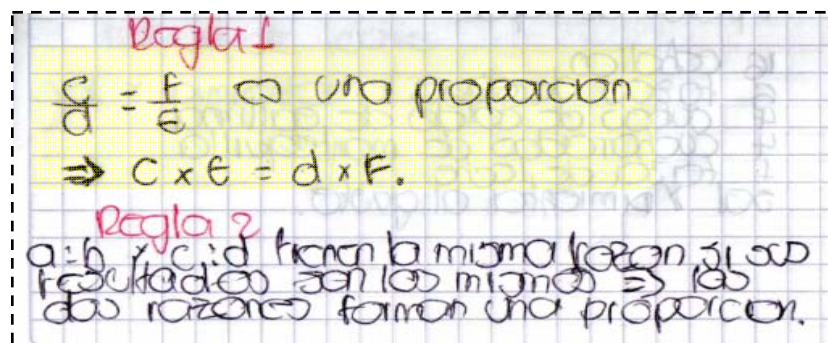 Regla 1
c/d = F/E es una proporcion
⇒ c x E = d x F.
Regla 2
a:b y c:d tienen la misma razon si sus
resultados son los mismos ⇒ las
dos razones forman una proporcion.